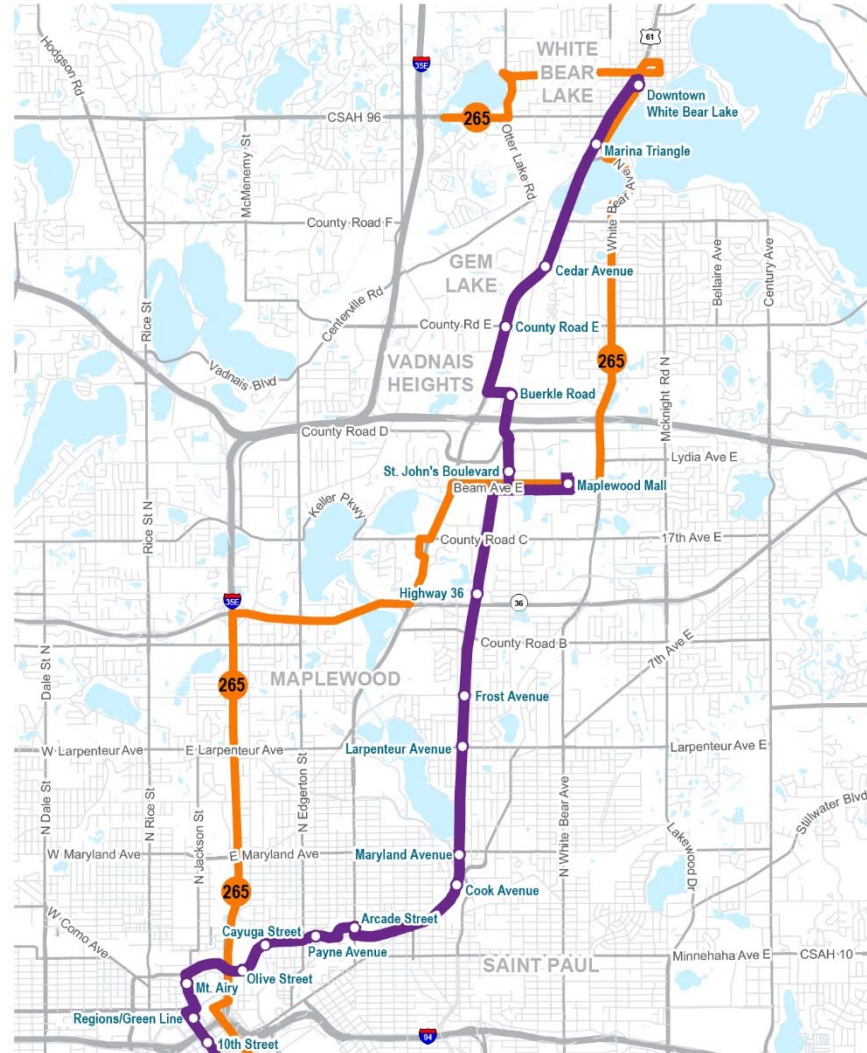 61
WHITE
BEAR
LAKE
Hodgson Rd
35E
Downtown
White Bear Lake
CSAH 96
265
Otter Lake Rd
Marina Triangle
McMenemy St
White Bear Ave N
County Road F
GEM
LAKE
Cedar Avenue
Bellaire Ave
Century Ave
Centerville Rd
Rice St
County Rd E
County Road E
VADNAIS
HEIGHTS
Vadnais Blvd
265
Buerkle Road
Mcknight Rd N
County Road D
St. John's Boulevard
Lydia Ave E
Beam Ave E
Maplewood Mall
Keller Pkwy
Rice St N
County Road C
17th Ave E
Highway 36
35E
36
County Road B
7th Ave E
Dale St N
265
MAPLEWOOD
Frost Avenue
W Larpenteur Ave
E Larpenteur Ave
Larpenteur Avenue
Larpenteur Ave E
N Dale St
N Rice St
N Jackson St
N Edgerton St
N White Bear Ave
Stillwater Blvd
W Maryland Ave
E Maryland Ave
Maryland Avenue
Lakewood Dr
265
Cook Avenue
W Como Ave
Arcade Street
Cayuga Street
Payne Avenue
SAINT PAUL
Minnehaha Ave E
CSAH 10
Olive Street
Mt. Airy
Regions/Green Line
94
10th Street